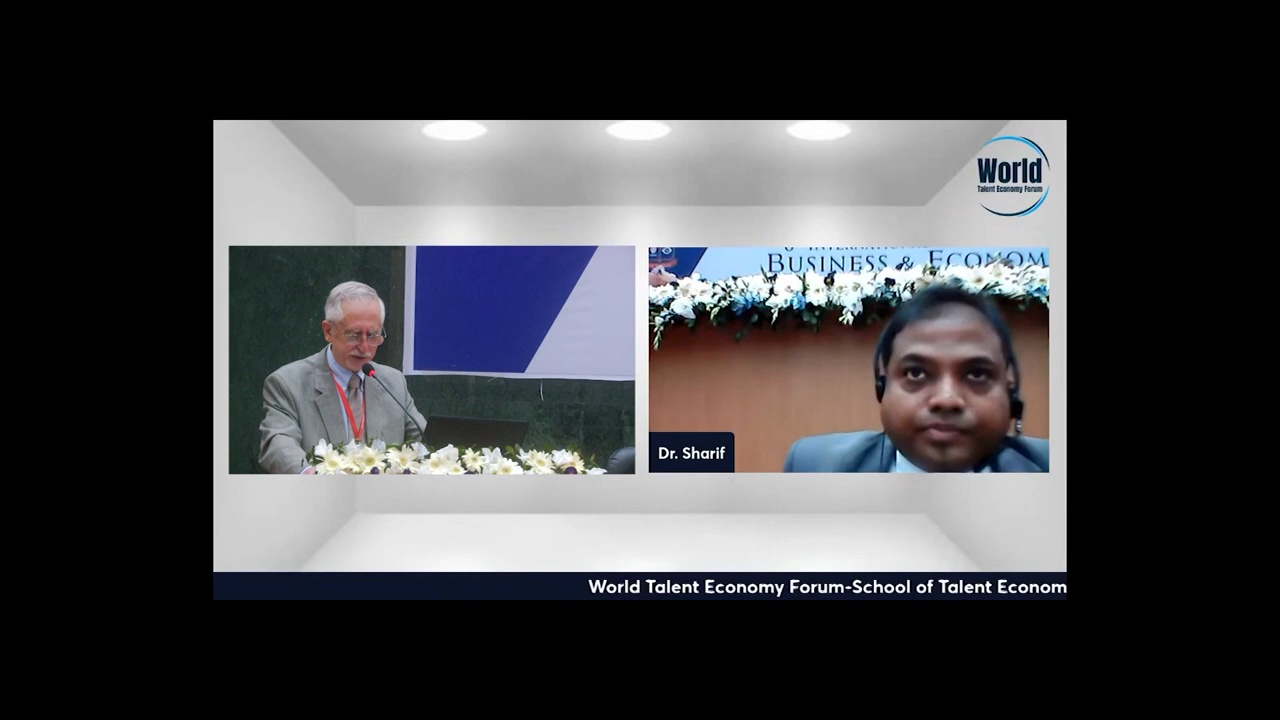 World
Talent Economy Forum
BUSINESS & ECONOM
Dr. Sharif
World Talent Economy Forum-School of Talent Econom